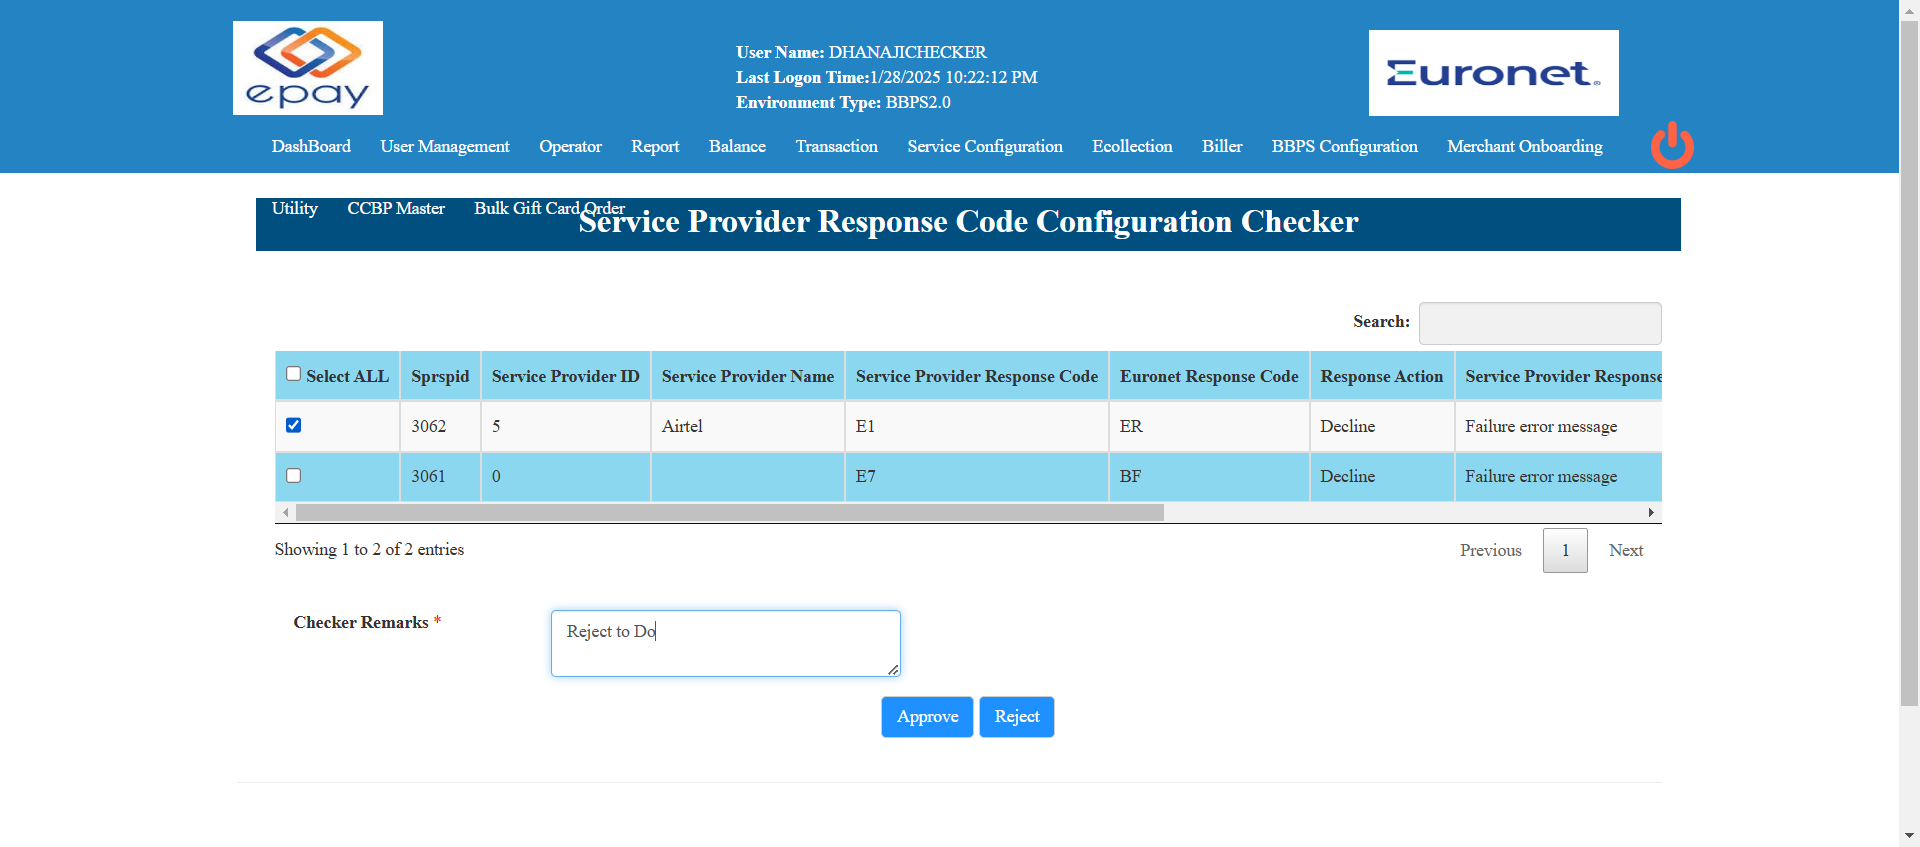 epay
User Name: DHANAJICHECKER
Last Logon Time:1/28/2025 10:22:12 PM
Environment Type: BBPS2.0
Euronet
DashBoard User Management Operator Report Balance Transaction Service Configuration Ecollection Biller BBPS Configuration Merchant Onboarding
Utility CCBP Master Bulk Gift Card Order
Service Provider Response Code Configuration Checker
Search:
Select ALL Sprspid Service Provider ID Service Provider Name Service Provider Response Code Euronet Response Code Response Action Service Provider Response
3062 5 Airtel E1 ER Decline Failure error message
3061 0 E7 BF Decline Failure error message
Showing 1 to 2 of 2 entries
Previous 1 Next
Checker Remarks *
Reject to Do
Approve Reject